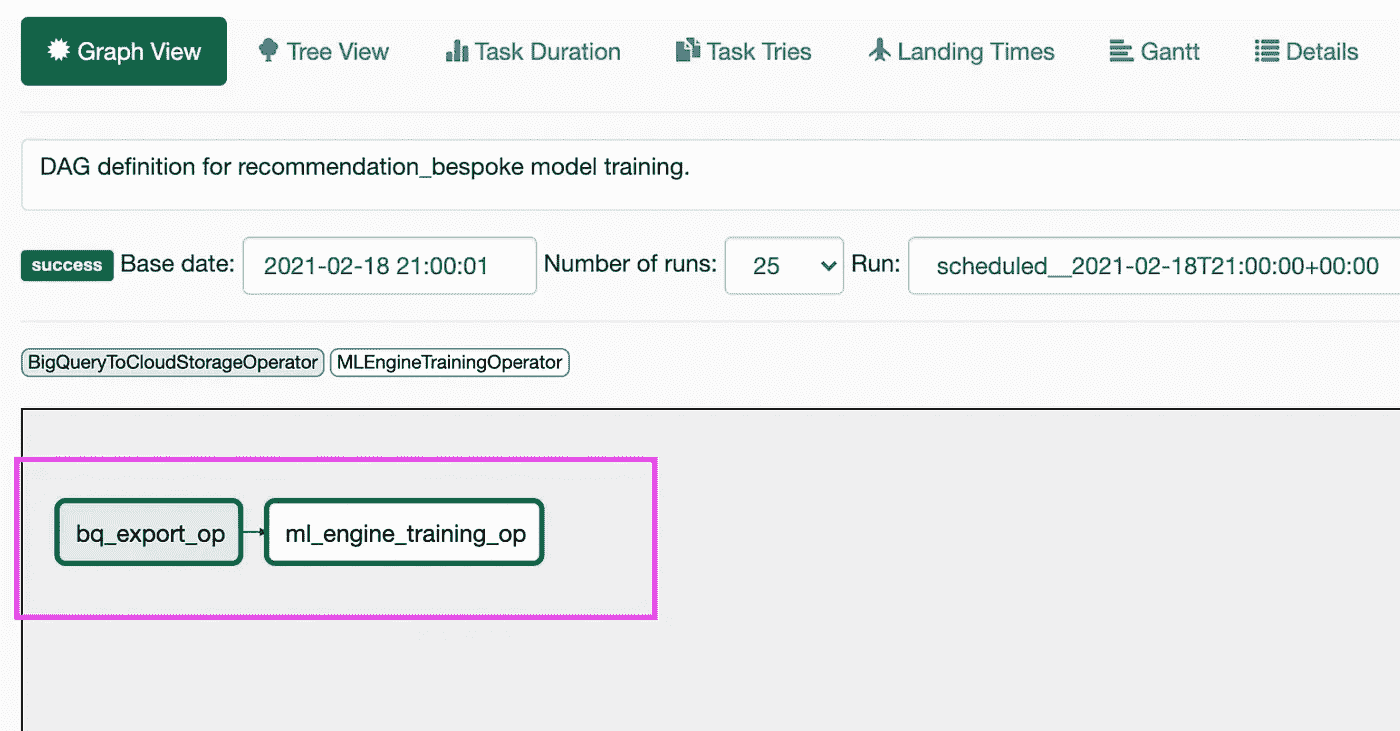 Graph View Tree View Task Duration Task Tries Landing Times Gantt Details
DAG definition for recommendation_bespoke model training.
success Base date: 2021-02-18 21:00:01 Number of runs: 25 Run: scheduled__2021-02-18T21:00:00+00:00
BigQueryToCloudStorageOperator MLEngineTrainingOperator
bq_export_op ml_engine_training_op